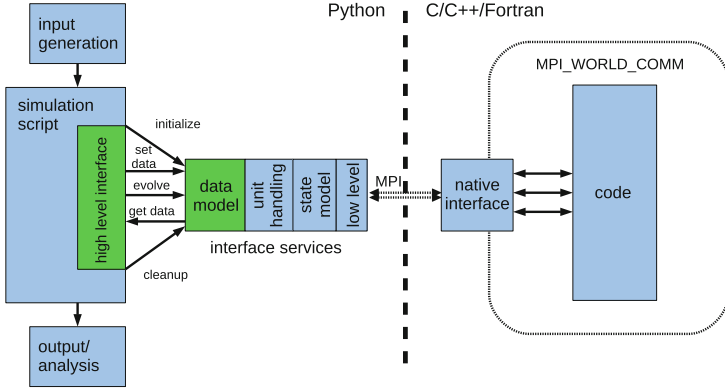 Python
C/C++/Fortran
input
generation
simulation
script
high level interface
initialize
set
data
evolve
get data
cleanup
data
model
unit
handling
state
model
low level
interface services
MPI
native
interface
MPI_WORLD_COMM
code
output/
analysis